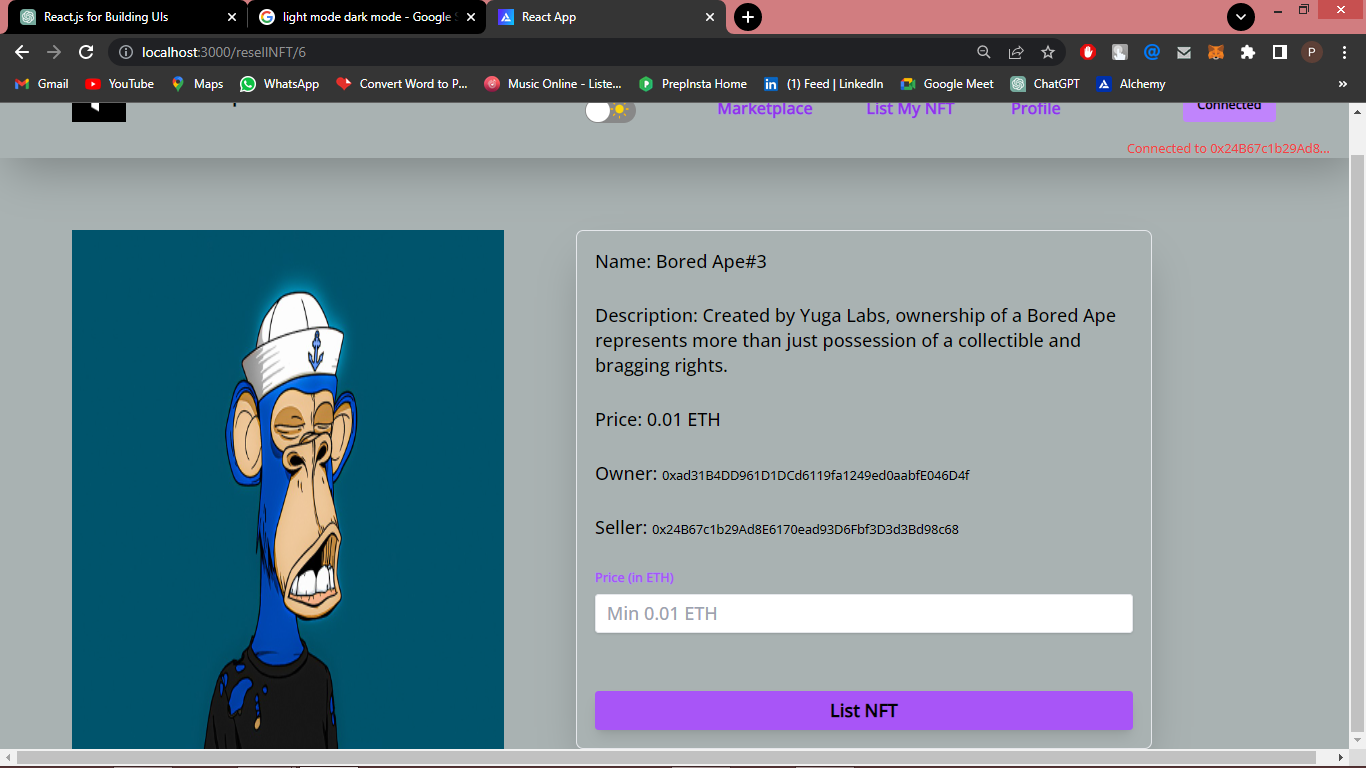 React.js for Building UIs
light mode dark mode - Google S
React App
localhost:3000/resellNFT/6
P
Gmail
YouTube
Maps
WhatsApp
Convert Word to P...
Music Online - Liste...
PrepInsta Home
(1) Feed | LinkedIn
Google Meet
ChatGPT
Alchemy
»
Marketplace
List My NFT
Profile
Connected
Connected to 0x24B67c1b29Ad8...
Name: Bored Ape#3
Description: Created by Yuga Labs, ownership of a Bored Ape
represents more than just possession of a collectible and
bragging rights.
Price: 0.01 ETH
Owner: 0xad31B4DD961D1DCd6119fa1249ed0aabfE046D4f
Seller: 0x24B67c1b29Ad8E6170ead93D6Fbf3D3d3Bd98c68
Price (in ETH)
Min 0.01 ETH
List NFT